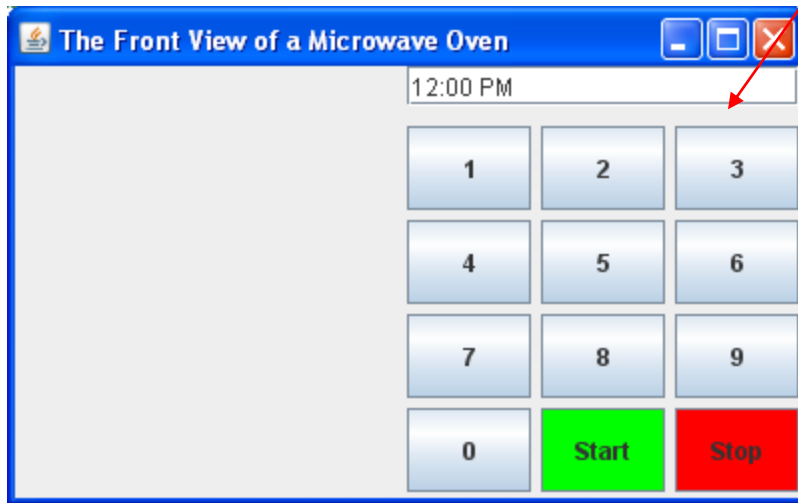 The Front View of a Microwave Oven
12:00 PM
1 2 3
4 5 6
7 8 9
0 Start Stop